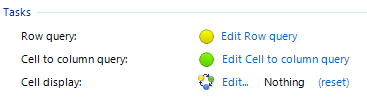 Tasks
Row query: Edit Row query
Cell to column query: Edit Cell to column query
Cell display: Edit... Nothing (reset)